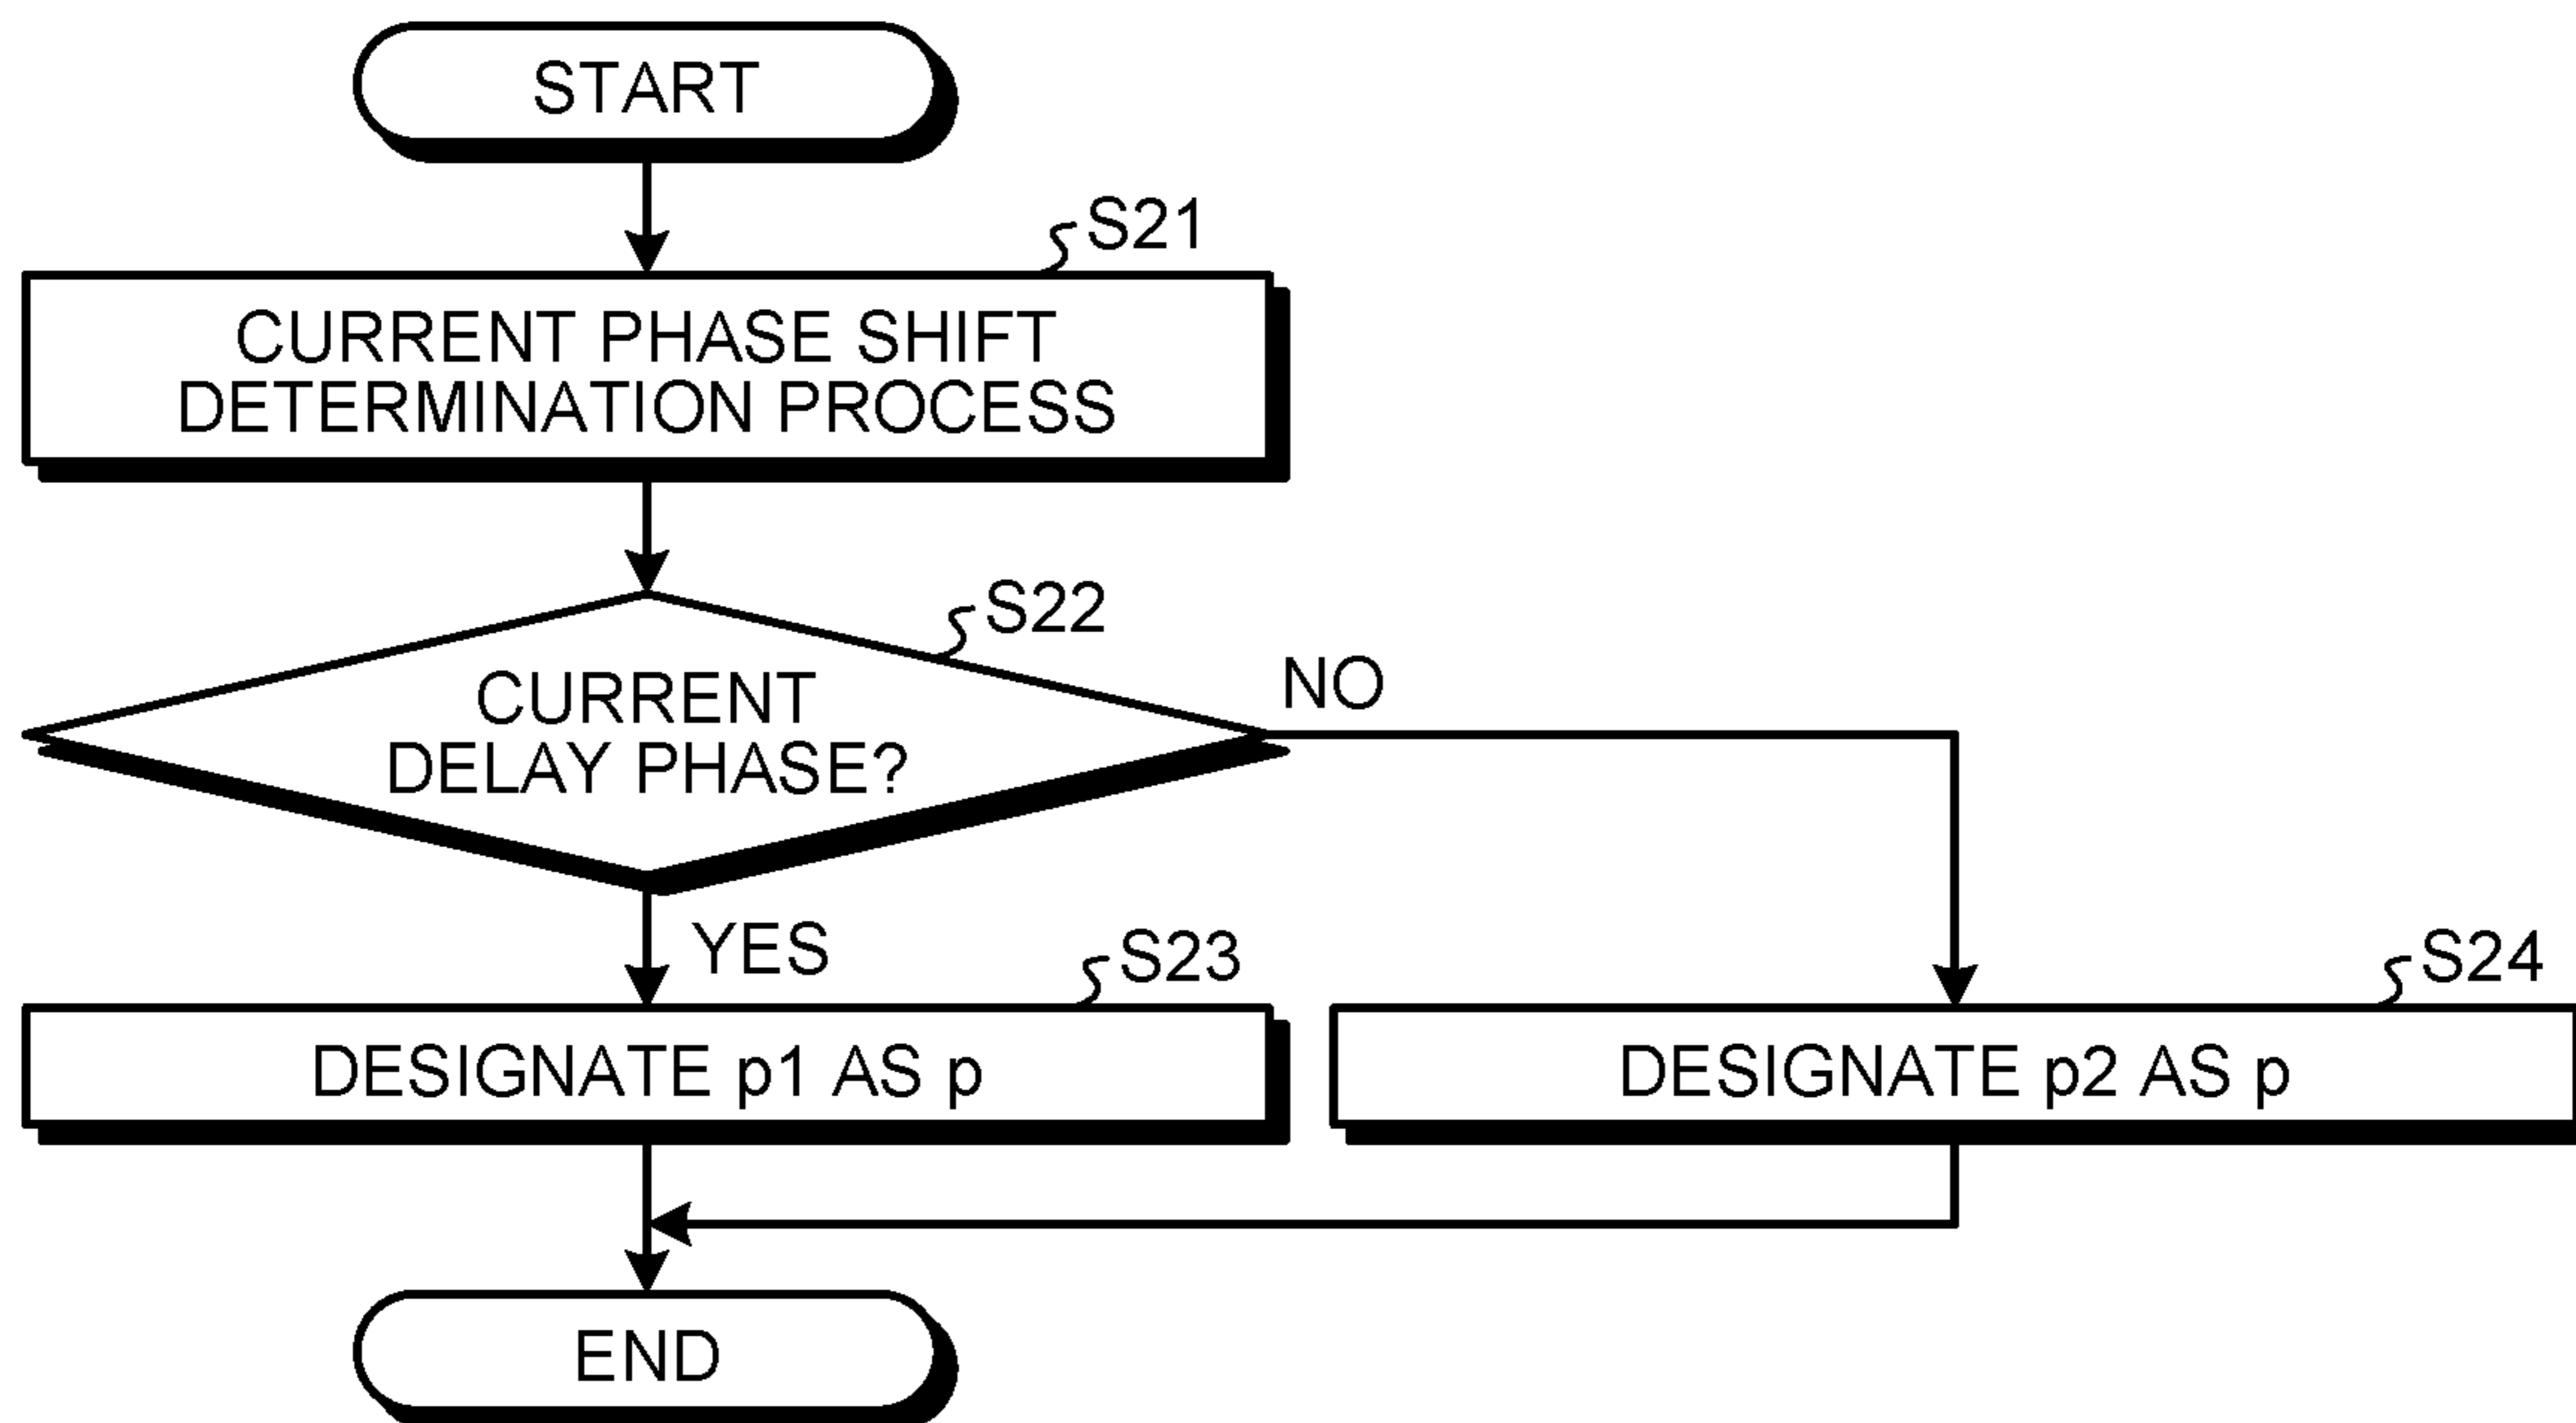 START
S21
CURRENT PHASE SHIFT
DETERMINATION PROCESS
S22
CURRENT
DELAY PHASE?
NO
YES
S23
S24
DESIGNATE p1 AS p
DESIGNATE p2 AS p
END